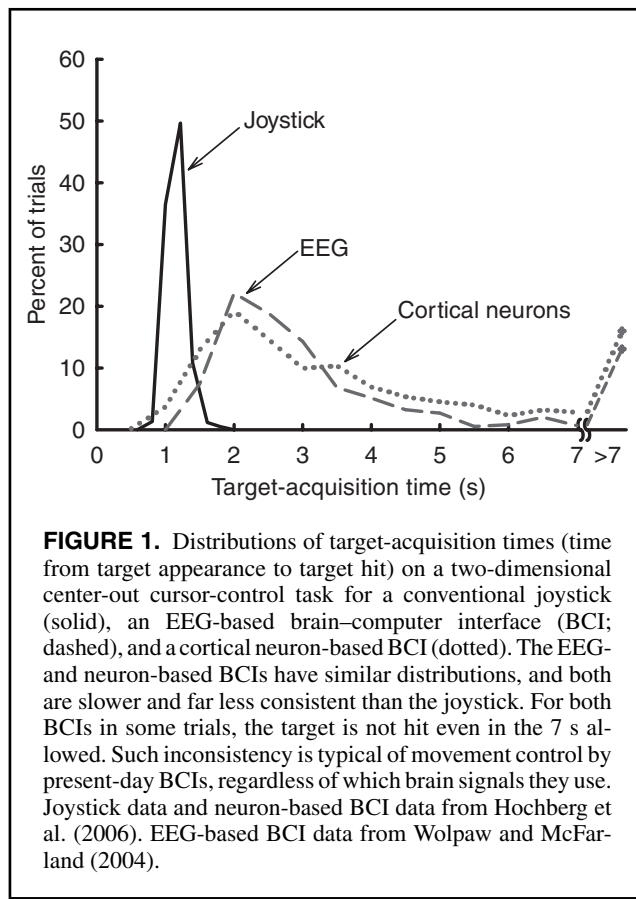 60
50
40
30
20
10
0
Percent of trials
Joystick
EEG
Cortical neurons
0 1 2 3 4 5 6 7 >7
Target-acquisition time (s)
FIGURE 1. Distributions of target-acquisition times (time
from target appearance to target hit) on a two-dimensional
center-out cursor-control task for a conventional joystick
(solid), an EEG-based brain–computer interface (BCI;
dashed), and a cortical neuron-based BCI (dotted). The EEG-
and neuron-based BCIs have similar distributions, and both
are slower and far less consistent than the joystick. For both
BCIs in some trials, the target is not hit even in the 7 s al-
lowed. Such inconsistency is typical of movement control by
present-day BCIs, regardless of which brain signals they use.
Joystick data and neuron-based BCI data from Hochberg et
al. (2006). EEG-based BCI data from Wolpaw and McFar-
land (2004).